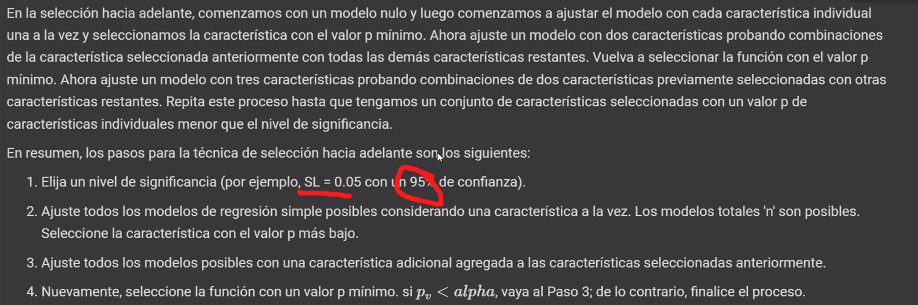 En la selección hacia adelante, comenzamos con un modelo nulo y luego comenzamos a ajustar el modelo con cada característica individual
una a la vez y seleccionamos la característica con el valor p mínimo. Ahora ajuste un modelo con dos características probando combinaciones
de la característica seleccionada anteriormente con todas las demás características restantes. Vuelva a seleccionar la función con el valor p
mínimo. Ahora ajuste un modelo con tres características probando combinaciones de dos características previamente seleccionadas con otras
características restantes. Repita este proceso hasta que tengamos un conjunto de características seleccionadas con un valor p de
características individuales menor que el nivel de significancia.
En resumen, los pasos para la técnica de selección hacia adelante son los siguientes:
1. Elija un nivel de significancia (por ejemplo, SL = 0.05 con un 95% de confianza).
2. Ajuste todos los modelos de regresión simple posibles considerando una característica a la vez. Los modelos totales 'n' son posibles.
Seleccione la característica con el valor p más bajo.
3. Ajuste todos los modelos posibles con una característica adicional agregada a las características seleccionadas anteriormente.
4. Nuevamente, seleccione la función con un valor p mínimo. si p_v < alpha, vaya al Paso 3; de lo contrario, finalice el proceso.